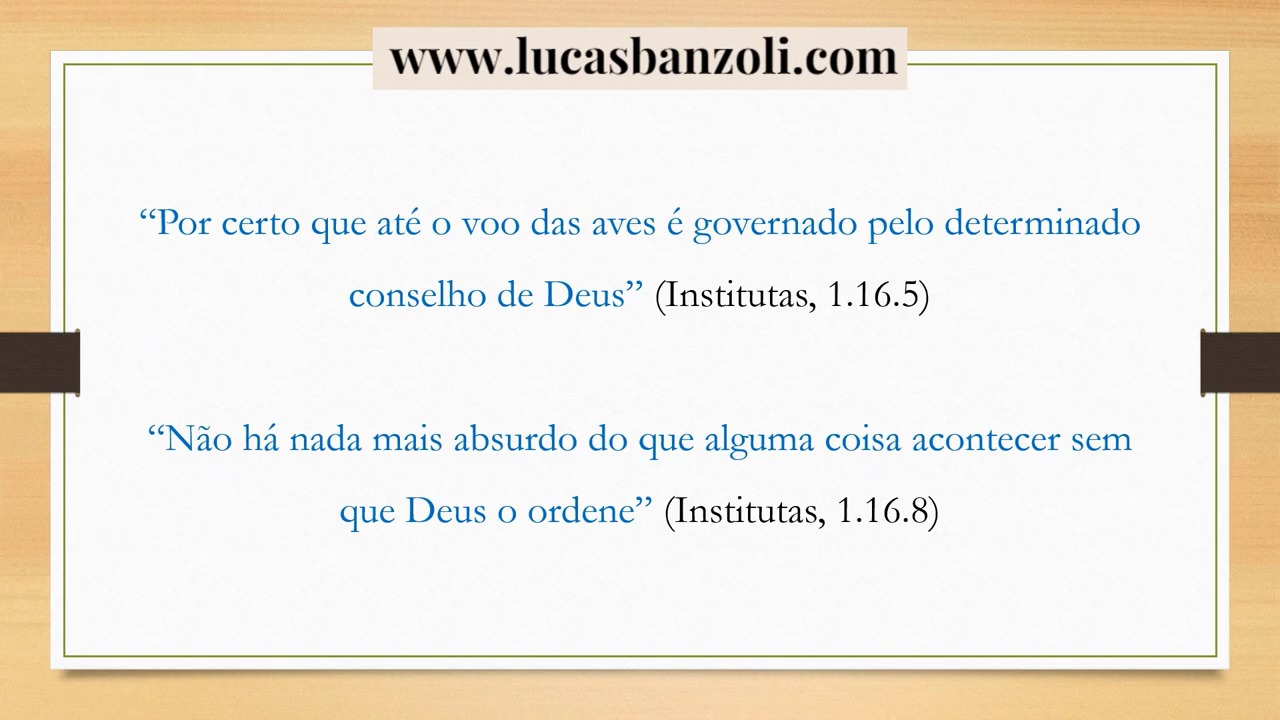 www.lucasbanzoli.com
“Por certo que até o voo das aves é governado pelo determinado
conselho de Deus” (Institutas, 1.16.5)
“Não há nada mais absurdo do que alguma coisa acontecer sem
que Deus o ordene” (Institutas, 1.16.8)